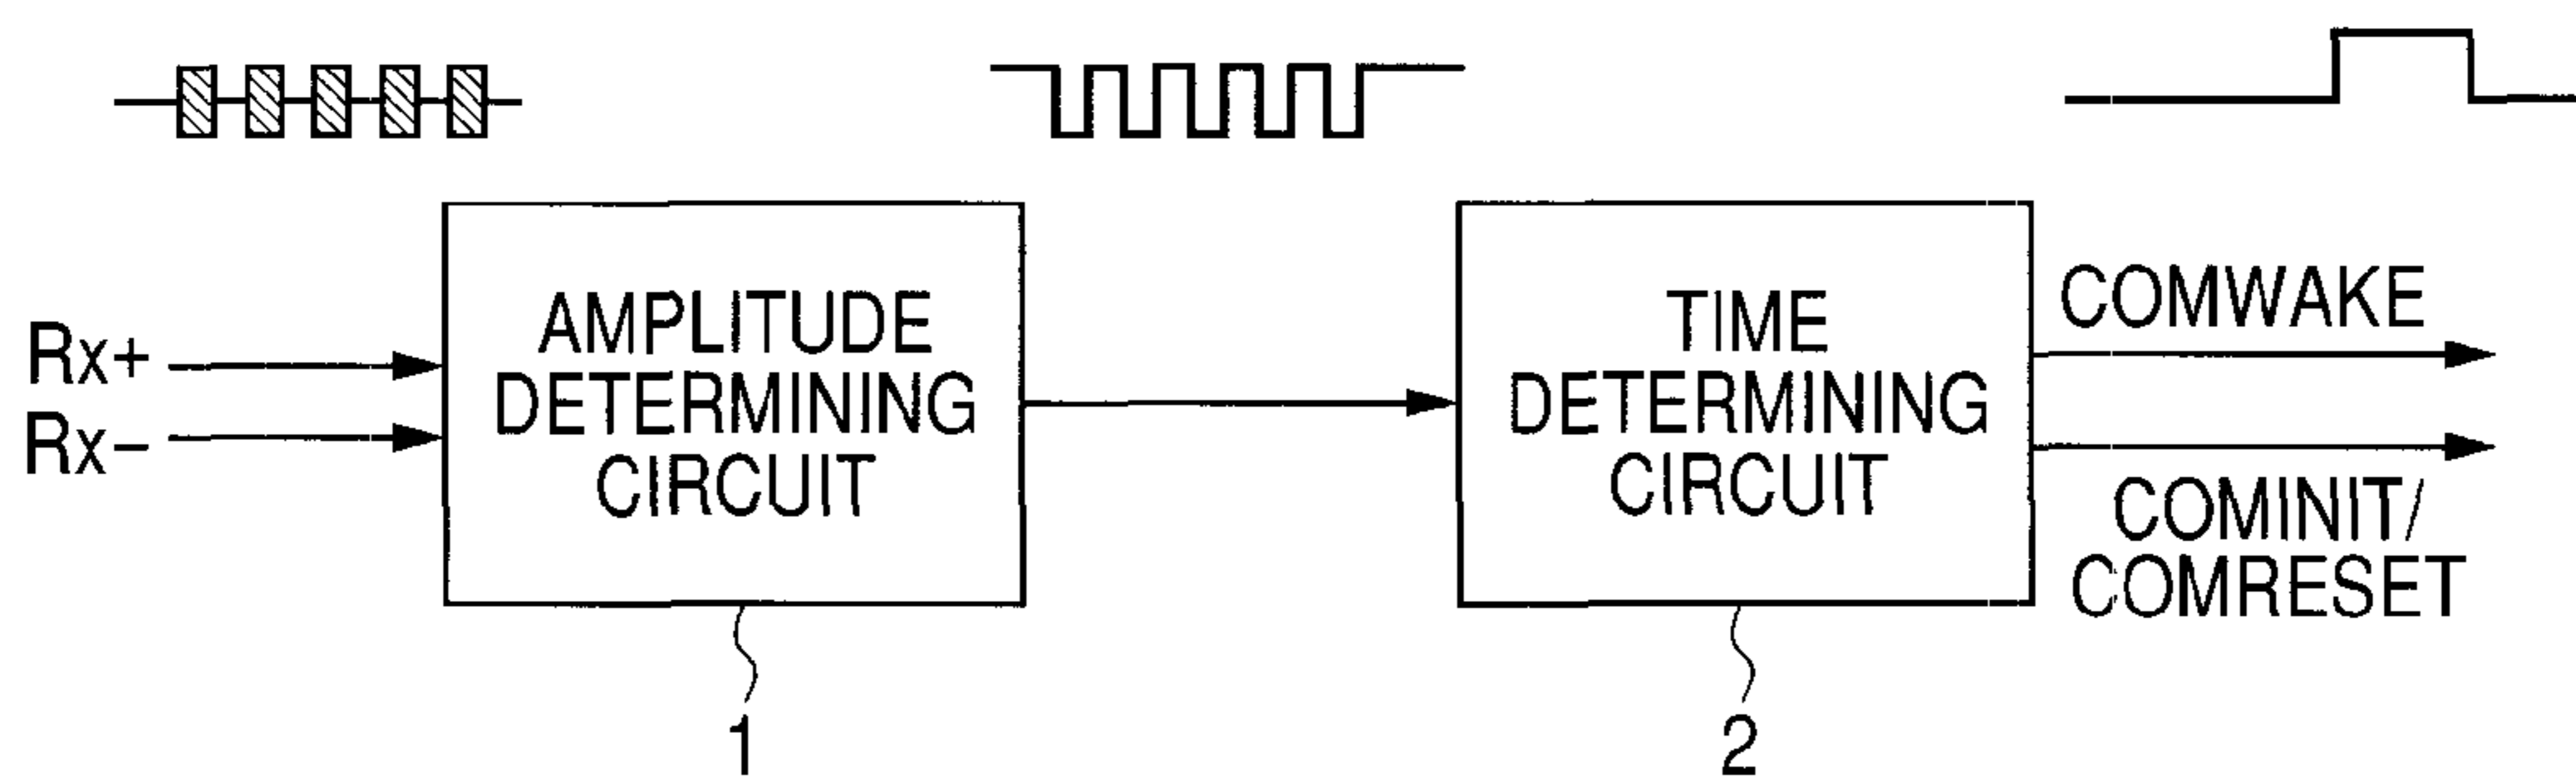 Rx+
Rx−
AMPLITUDE
DETERMINING
CIRCUIT
1
TIME
DETERMINING
CIRCUIT
2
COMWAKE
COMINIT/
COMRESET